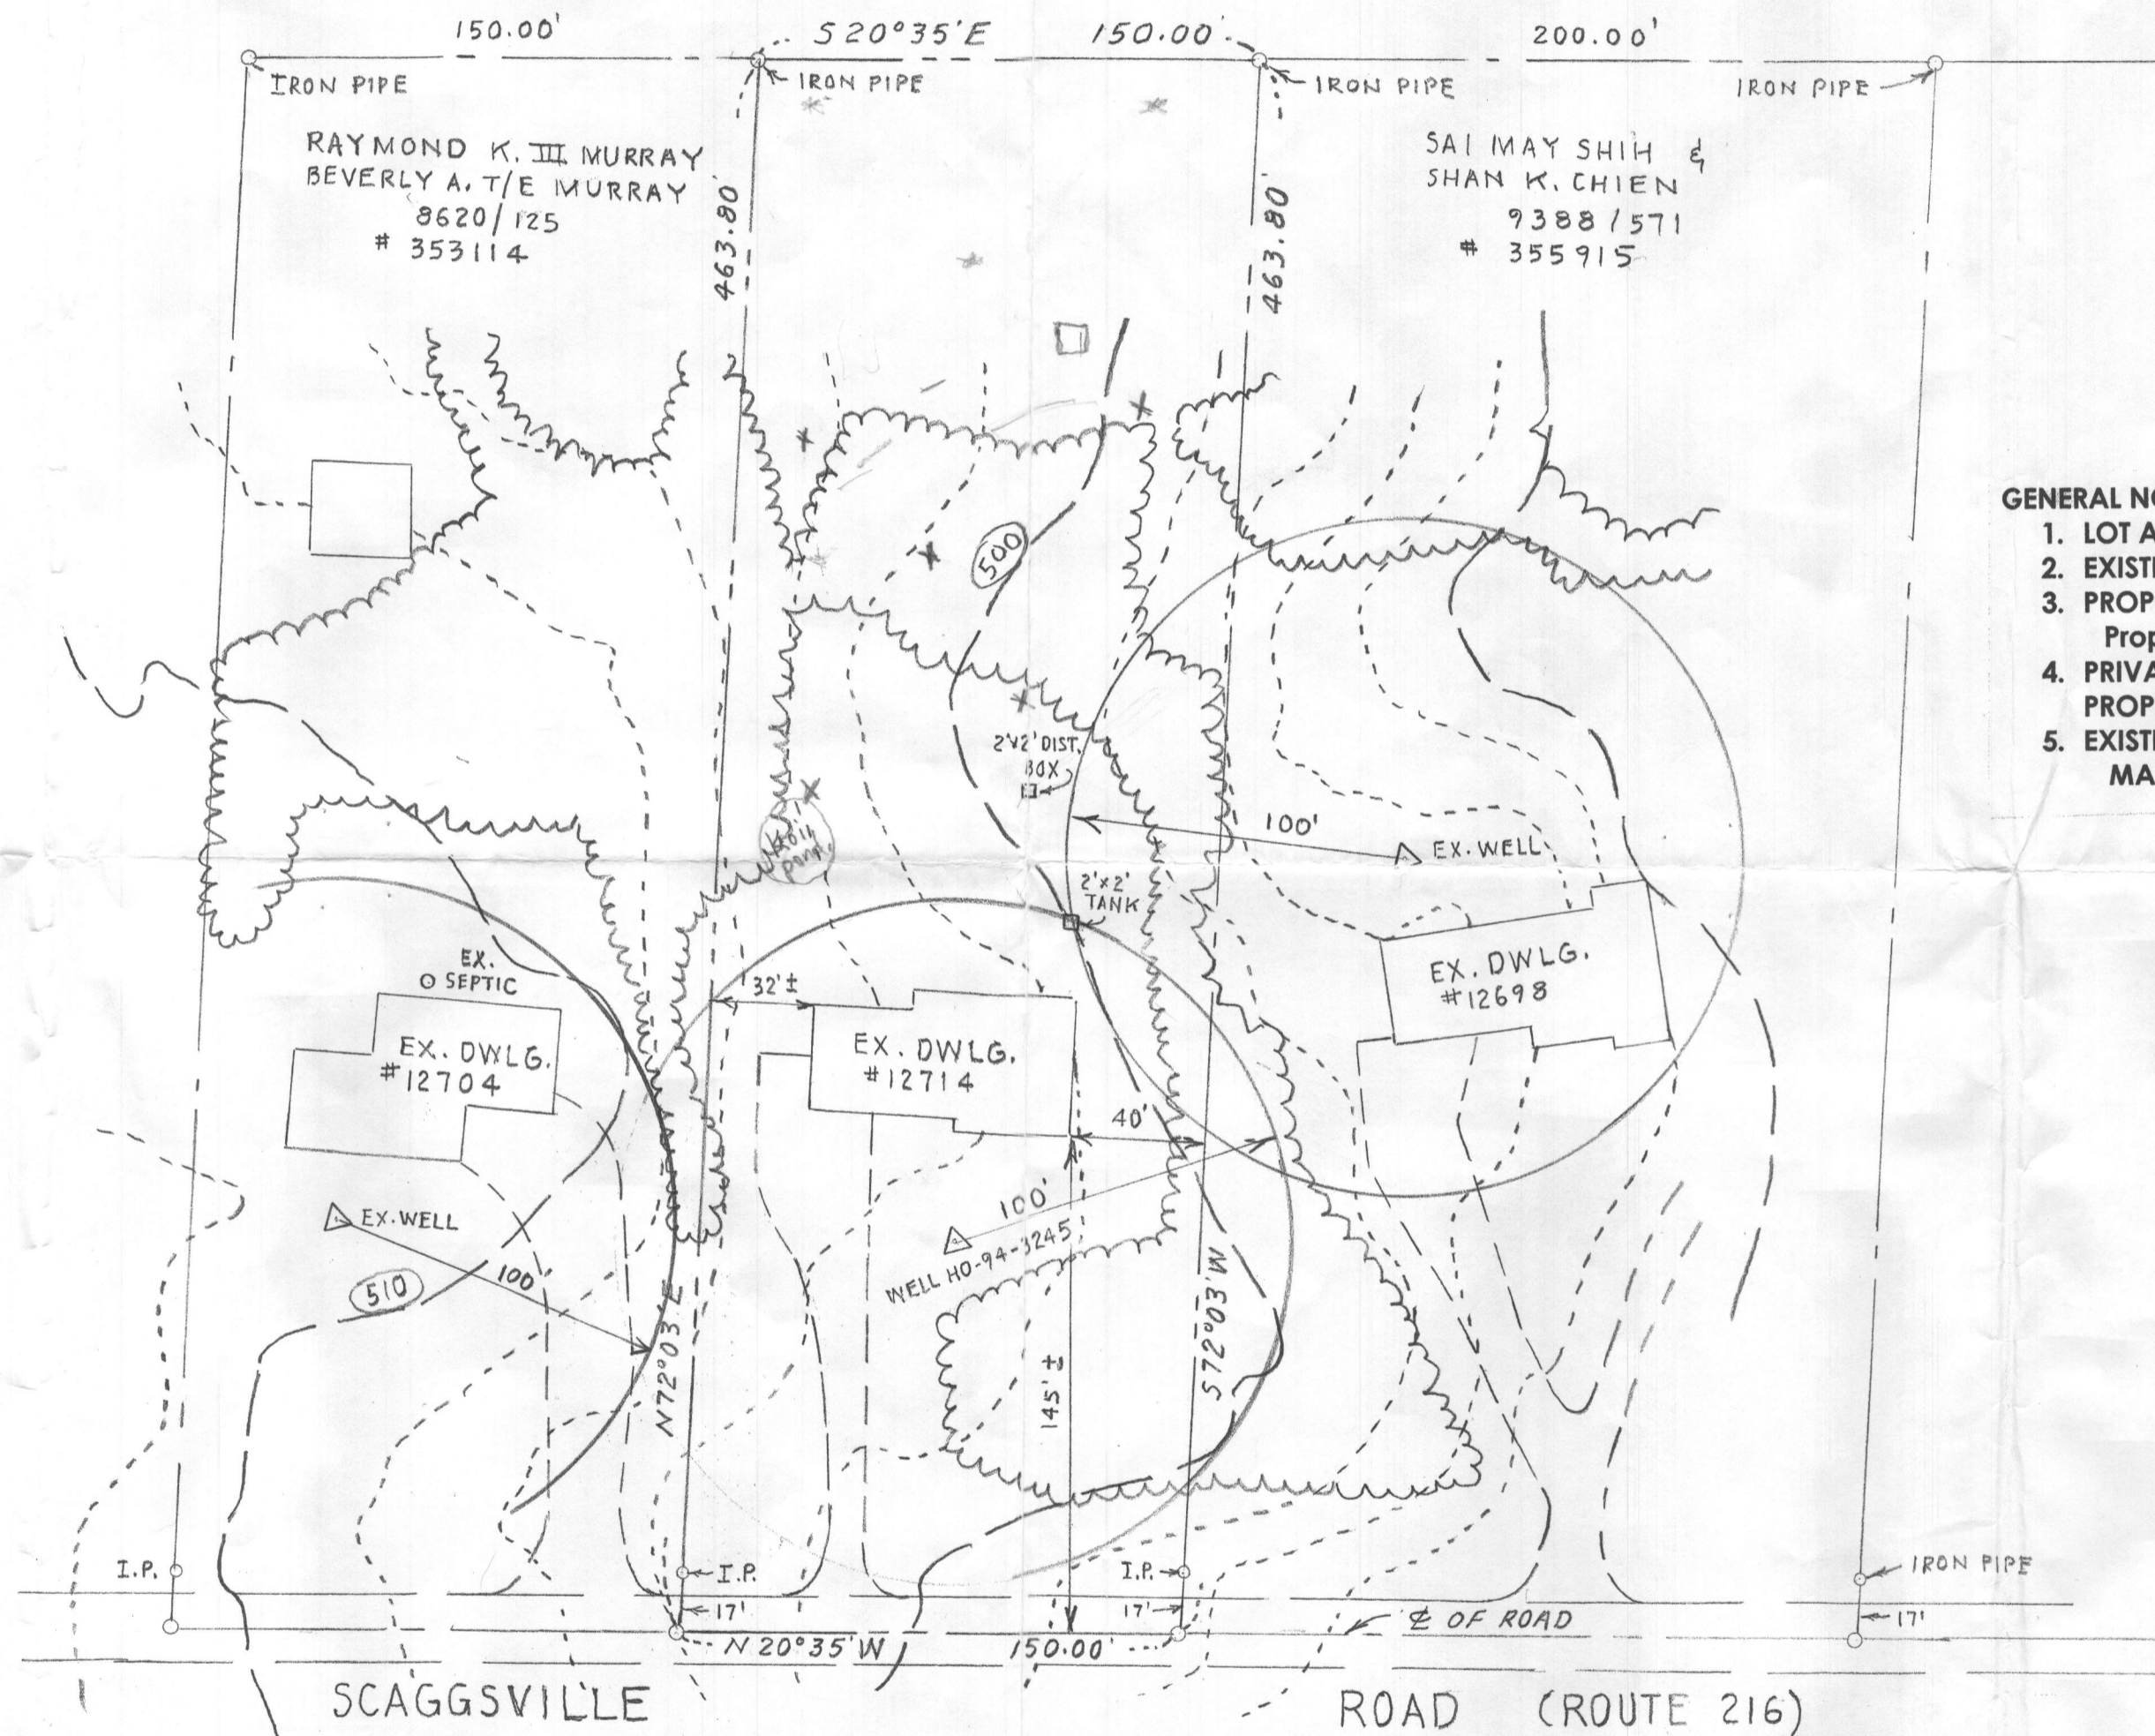 150.00'
S 20°35' E
150.00'
200.00'
IRON PIPE
IRON PIPE
IRON PIPE
IRON PIPE
RAYMOND K. III MURRAY
BEVERLY A. T/E MURRAY
8620/125
# 353114
463.80'
463.80'
SAI MAY SHIH &
SHAN K. CHIEN
9388/571
# 355915
GENERAL NO
1. LOT A
2. EXISTI
3. PROP
Prop
4. PRIVA
PROP
5. EXISTI
MA
500
2'x2' DIST.
BOX
100'
EX. WELL
2'x2'
TANK
EX.
SEPTIC
32'±
EX. DWLG.
#12704
EX. DWLG.
#12714
EX. DWLG.
#12698
40'
EX. WELL
100'
510
100'
WELL HO-94-3245
N72°03' E
145' ±
S72°03' W
I.P.
I.P.
I.P.
IRON PIPE
17'
17'
17'
℄ OF ROAD
N 20°35' W
150.00'
SCAGGSVILLE ROAD (ROUTE 216)